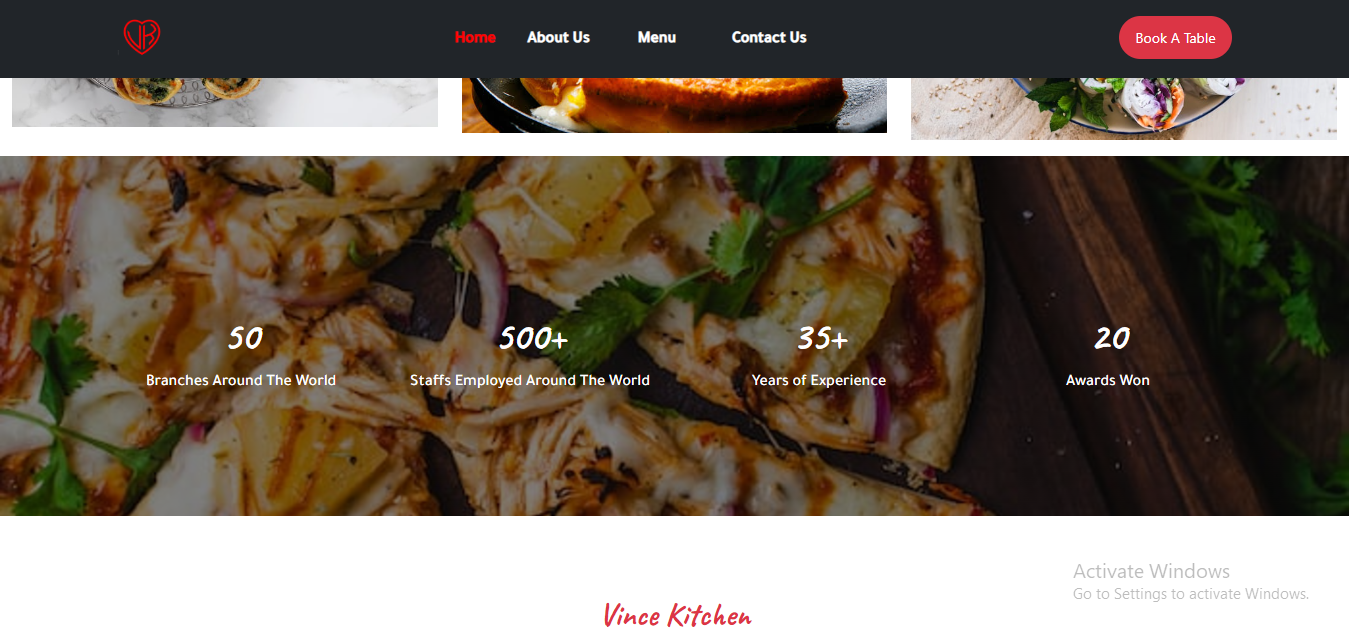 Home About Us Menu Contact Us Book A Table
50 500+ 35+ 20
Branches Around The World Staffs Employed Around The World Years of Experience Awards Won
Activate Windows
Go to Settings to activate Windows.
Vince Kitchen